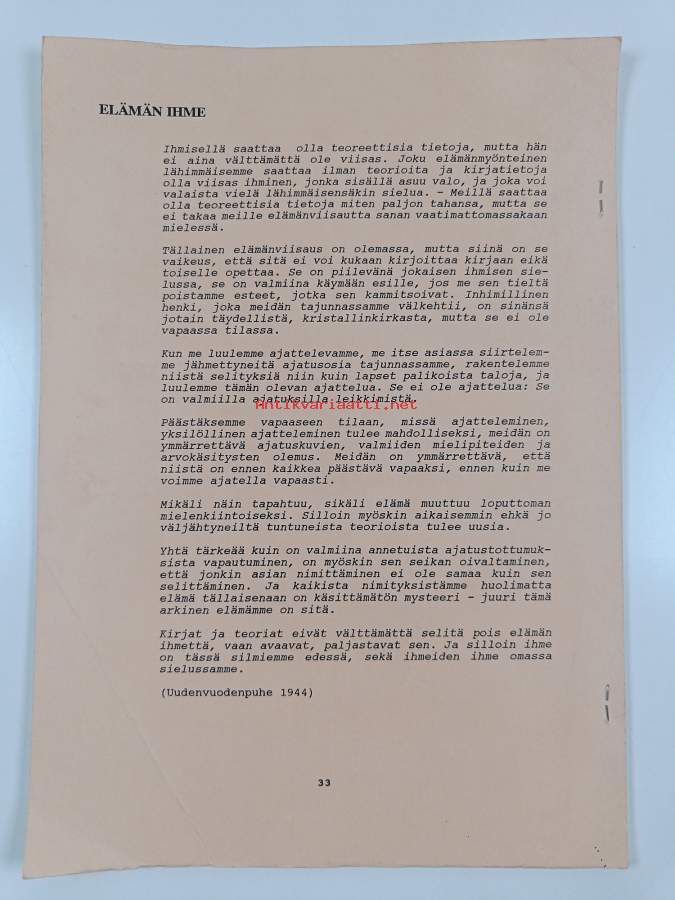 ELÄMÄN IHME
Ihmisellä saattaa olla teoreettisia tietoja, mutta hän
ei aina välttämättä ole viisas. Joku elämänmyönteinen
lähimmäisemme saattaa ilman teorioita ja kirjatietoja
olla viisas ihminen, jonka sisällä asuu valo, ja joka voi
valaista vielä lähimmäisensäkin sielua. - Meillä saattaa
olla teoreettisia tietoja miten paljon tahansa, mutta se
ei takaa meille elämänviisautta sanan vaatimattomassakaan
mielessä.
Tällainen elämänviisaus on olemassa, mutta siinä on se
vaikeus, että sitä ei voi kukaan kirjoittaa kirjaan eikä
toiselle opettaa. Se on piilevänä jokaisen ihmisen sie-
lussa, se on valmiina käymään esille, jos me sen tieltä
poistamme esteet, jotka sen kammitsoivat. Inhimillinen
henki, joka meidän tajunnassamme välkehtii, on sinänsä
jotain täydellistä, kristallinkirkasta, mutta se ei ole
vapaassa tilassa.
Kun me luulemme ajattelevamme, me itse asiassa siirtelem-
me jähmettyneitä ajatusosia tajunnassamme, rakentelemme
niistä selityksiä niin kuin lapset palikoista taloja, ja
luulemme tämän olevan ajattelua. Se ei ole ajattelua: Se
on valmiilla ajatuksilla leikkimistä.
Antikvariaatti.net
Päästäksemme vapaaseen tilaan, missä ajatteleminen,
yksilöllinen ajatteleminen tulee mahdolliseksi, meidän on
ymmärrettävä ajatuskuvien, valmiiden mielipiteiden ja
arvokäsitysten olemus. Meidän on ymmärrettävä, että
niistä on ennen kaikkea päästävä vapaaksi, ennen kuin me
voimme ajatella vapaasti.
Mikäli näin tapahtuu, sikäli elämä muuttuu loputtoman
mielenkiintoiseksi. Silloin myöskin aikaisemmin ehkä jo
väljähtyneiltä tuntuneista teorioista tulee uusia.
Yhtä tärkeää kuin on valmiina annetuista ajatustottumuk-
sista vapautuminen, on myöskin sen seikan oivaltaminen,
että jonkin asian nimittäminen ei ole samaa kuin sen
selittäminen. Ja kaikista nimityksistämme huolimatta
elämä tällaisenaan on käsittämätön mysteeri - juuri tämä
arkinen elämämme on sitä.
Kirjat ja teoriat eivät välttämättä selitä pois elämän
ihmettä, vaan avaavat, paljastavat sen. Ja silloin ihme
on tässä silmiemme edessä, sekä ihmeiden ihme omassa
sielussamme.
(Uudenvuodenpuhe 1944)
33